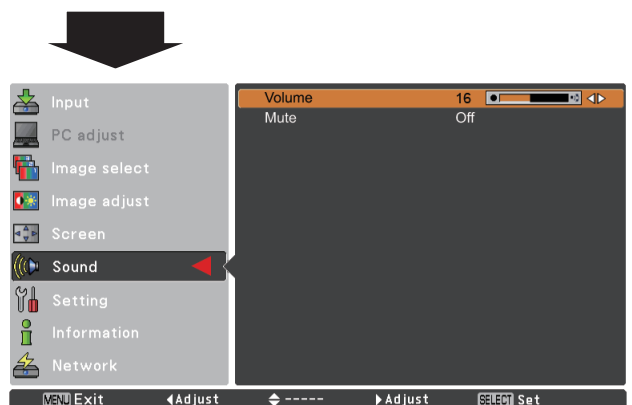 Input
PC adjust
Image select
Image adjust
Screen
Sound
Setting
Information
Network
Volume 16
Mute Off
MENU Exit ◀Adjust ◆ ----- ▶Adjust SELECT Set